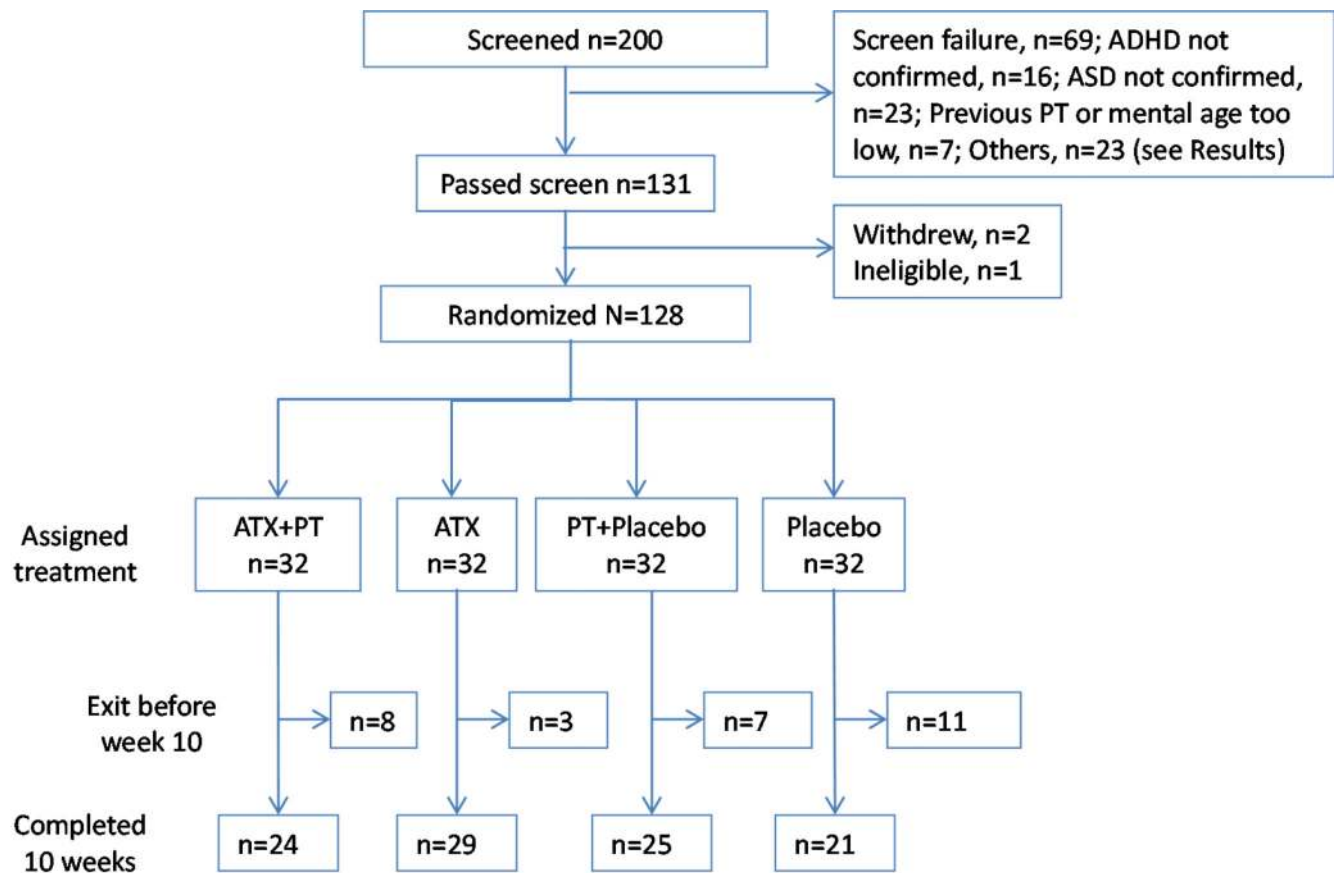 Screened n=200
Screen failure, n=69; ADHD not
confirmed, n=16; ASD not confirmed,
n=23; Previous PT or mental age too
low, n=7; Others, n=23 (see Results)
Passed screen n=131
Withdrew, n=2
Ineligible, n=1
Randomized N=128
Assigned
treatment
ATX+PT
n=32
ATX
n=32
PT+Placebo
n=32
Placebo
n=32
Exit before
week 10
n=8
n=3
n=7
n=11
Completed
10 weeks
n=24
n=29
n=25
n=21